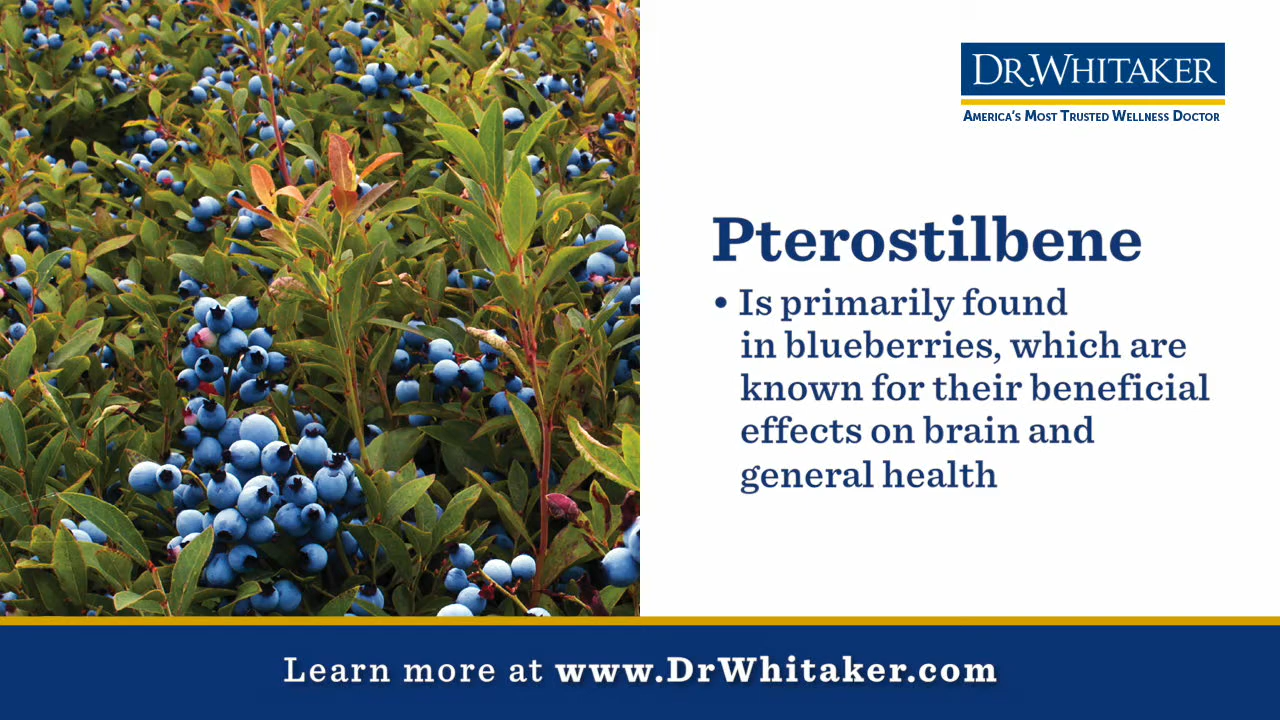 DR.WHITAKER
AMERICA'S MOST TRUSTED WELLNESS DOCTOR
Pterostilbene
• Is primarily found
in blueberries, which are
known for their beneficial
effects on brain and
general health
Learn more at www.DrWhitaker.com